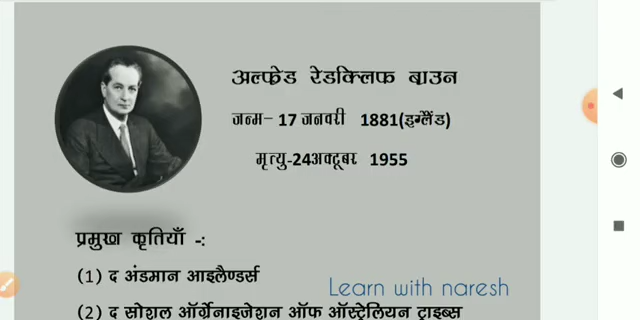 अल्फ्रेड रेडक्लिफ ब्राउन
जन्म- 17 जनवरी 1881(इग्लैंड)
मृत्यु-24अक्टूबर 1955
प्रमुख कृतियाँ -:
(1) द अंडमान आइलैण्डर्स
Learn with naresh
(2) द सोशल ऑर्ग्रेनाइजेशन ऑफ ऑस्ट्रेलियन ट्राइब्स